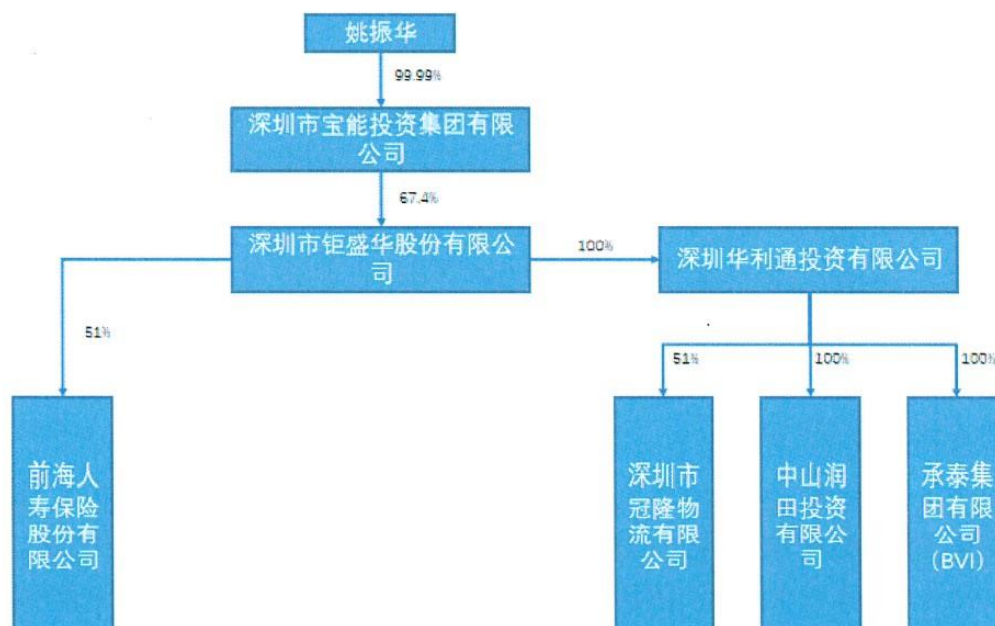 姚振华
99.99%
深圳市宝能投资集团有限
公司
67.4%
深圳市钜盛华股份有限公
司
100%
深圳华利通投资有限公司
51%
51%
100%
100%
前海人
寿保险
股份有
限公司
深圳市
冠隆物
流有限
公司
中山润
田投资
有限公
司
承泰集
团有限
公司
（BVI）